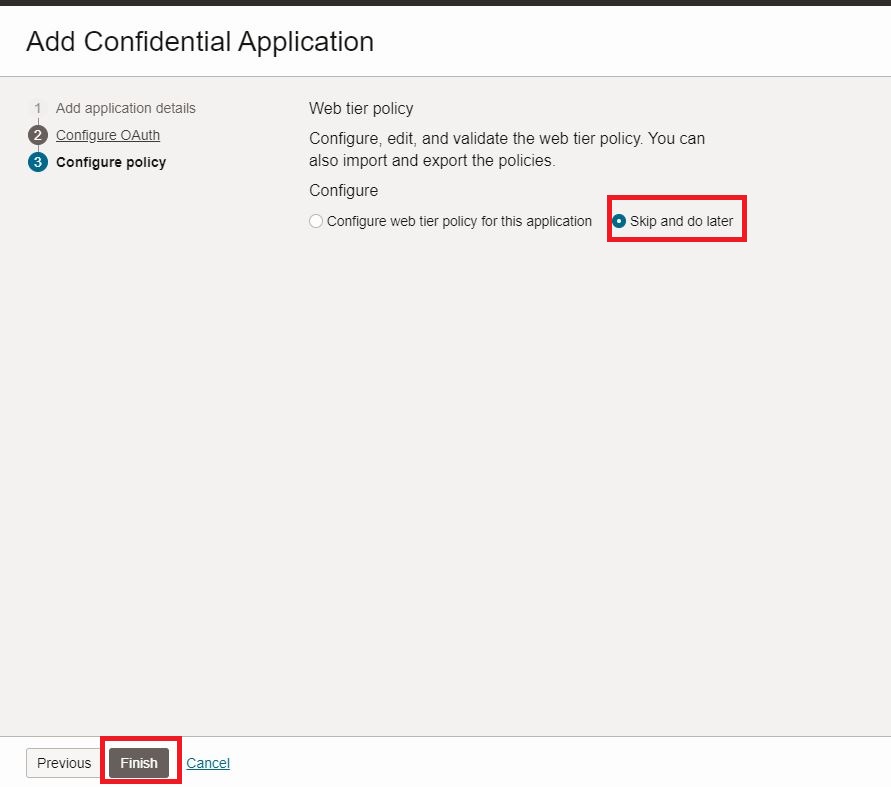 Add Confidential Application
1 Add application details
2 Configure OAuth
3 Configure policy
Web tier policy
Configure, edit, and validate the web tier policy. You can
also import and export the policies.
Configure
Configure web tier policy for this application Skip and do later
Previous Finish Cancel